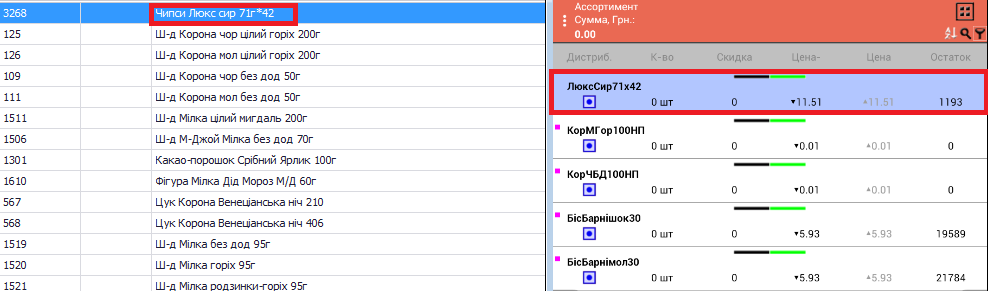 3268 Чипси Люкс сир 71г*42
125 Ш-д Корона чор цілий горіх 200г
126 Ш-д Корона мол цілий горіх 200г
109 Ш-д Корона чор без дод 50г
111 Ш-д Корона мол без дод 50г
1511 Ш-д Мілка цілий мигдаль 200г
1506 Ш-д М-Джой Мілка без дод 70г
1301 Какао-порошок Срібний Ярлик 100г
1610 Фігура Мілка Дід Мороз М/Д 60г
567 Цук Корона Венеціанська ніч 210
568 Цук Корона Венеціанська ніч 406
1519 Ш-д Мілка без дод 95г
1520 Ш-д Мілка горіх 95г
1521 Ш-д Мілка родзинки-горіх 95г
Ассортимент
Сумма, Грн.:
0.00
Дистриб. К-во Скидка Цена- Цена Остаток
ЛюксСир71х42
0 шт 0 ▾11.51 ▴11.51 1193
КорМГор100НП
0 шт 0 ▾0.01 ▴0.01 0
КорЧБД100НП
0 шт 0 ▾0.01 ▴0.01 0
БісБарнішок30
0 шт 0 ▾5.93 ▴5.93 19589
БісБарнімол30
0 шт 0 ▾5.93 ▴5.93 21784